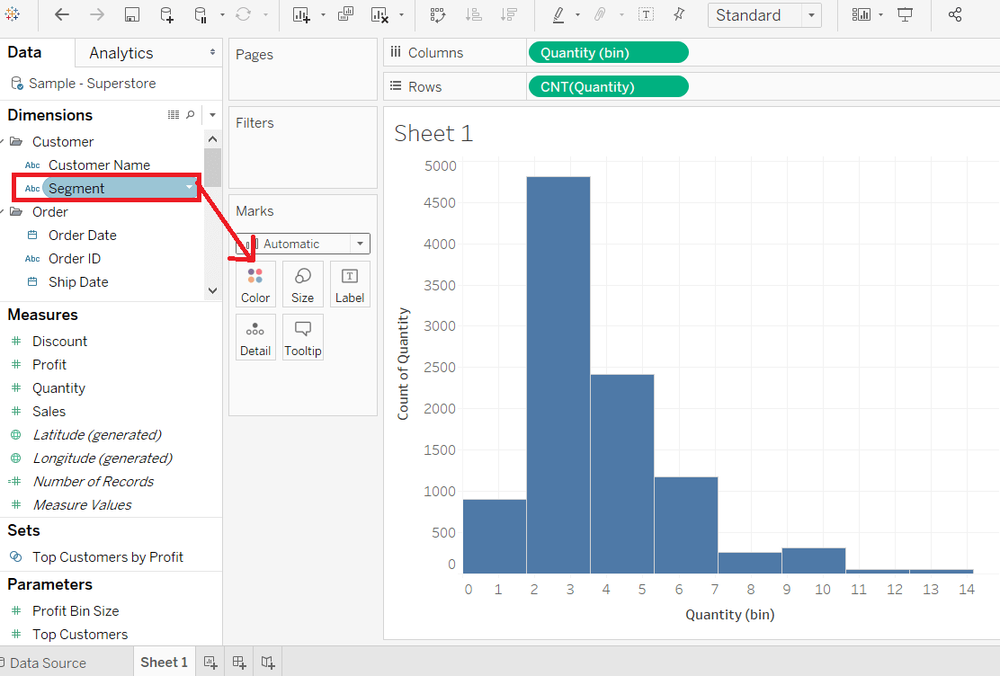 Standard
Data
Analytics
Sample - Superstore
Dimensions
Customer
Abc Customer Name
Abc Segment
Order
Order Date
Abc Order ID
Ship Date
Measures
Discount
Profit
Quantity
Sales
Latitude (generated)
Longitude (generated)
Number of Records
Measure Values
Sets
Top Customers by Profit
Parameters
Profit Bin Size
Top Customers
Pages
Filters
Marks
Automatic
Color
Size
T
Label
Detail
Tooltip
Columns
Quantity (bin)
Rows
CNT(Quantity)
Sheet 1
5000
4500
4000
3500
3000
2500
2000
1500
1000
500
0
Count of Quantity
0 1 2 3 4 5 6 7 8 9 10 11 12 13 14
Quantity (bin)
Data Source
Sheet 1